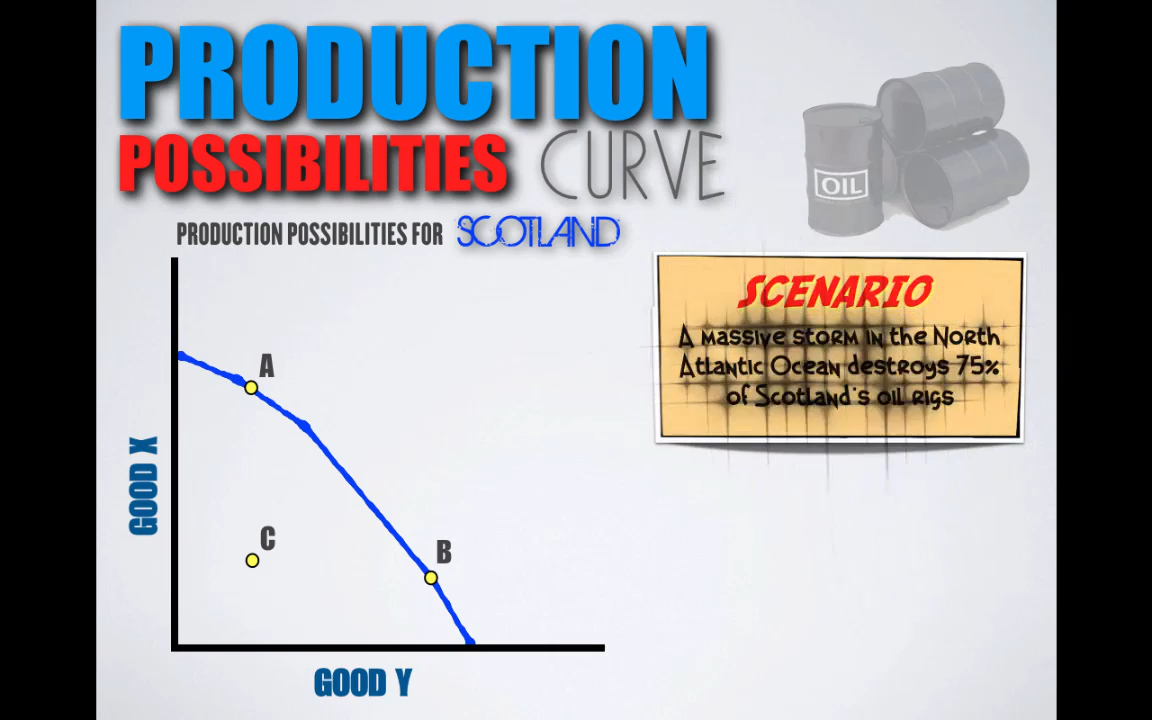 PRODUCTION
POSSIBILITIES CURVE
PRODUCTION POSSIBILITIES FOR SCOTLAND
OIL
SCENARIO
A massive storm in the North
Atlantic Ocean destroys 75%
of Scotland's oil rigs
A
C
B
GOOD X
GOOD Y